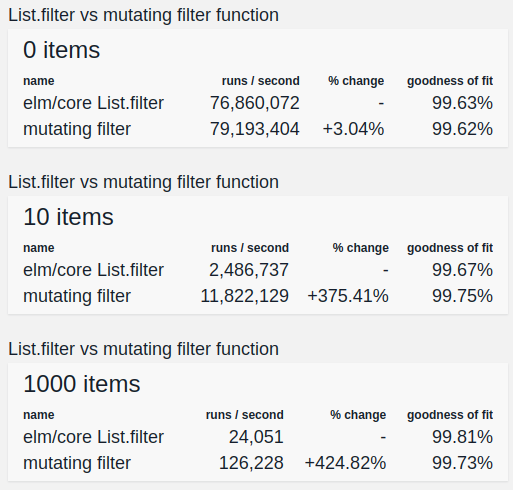 List.filter vs mutating filter function
0 items
name runs / second % change goodness of fit
elm/core List.filter 76,860,072 - 99.63%
mutating filter 79,193,404 +3.04% 99.62%
List.filter vs mutating filter function
10 items
name runs / second % change goodness of fit
elm/core List.filter 2,486,737 - 99.67%
mutating filter 11,822,129 +375.41% 99.75%
List.filter vs mutating filter function
1000 items
name runs / second % change goodness of fit
elm/core List.filter 24,051 - 99.81%
mutating filter 126,228 +424.82% 99.73%